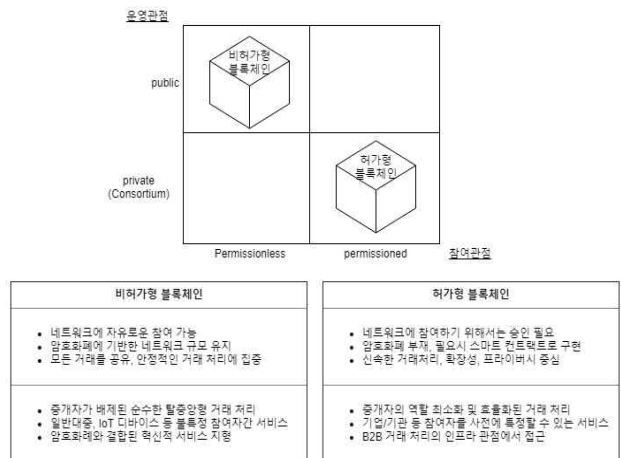 운영관점
비허가형
블록체인
public
허가형
블록체인
private
(Consortium)
Permissionless
permissioned
참여관점
비허가형 블록체인
네트워크에 자유로운 참여 가능
암호화폐에 기반한 네트워크 규모 유지
모든 거래를 공유, 안정적인 거래 처리에 집중
중개자가 배제된 순수한 탈중앙형 거래 처리
일반대중, IoT 디바이스 등 불특정 참여자간 서비스
암호화례와 결합된 혁신적 서비스 지형
허가형 블록체인
네트워크에 참여하기 위해서는 승인 필요
암호화폐 부재, 필요시 스마트 컨트랙트로 구현
신속한 거래처리, 확장성, 프라이버시 중심
중개자의 역할 최소화 및 효율화된 거래 처리
기업/기관 등 참여자를 사전에 특정할 수 있는 서비스
B2B 거래 처리의 인프라 관점에서 접근